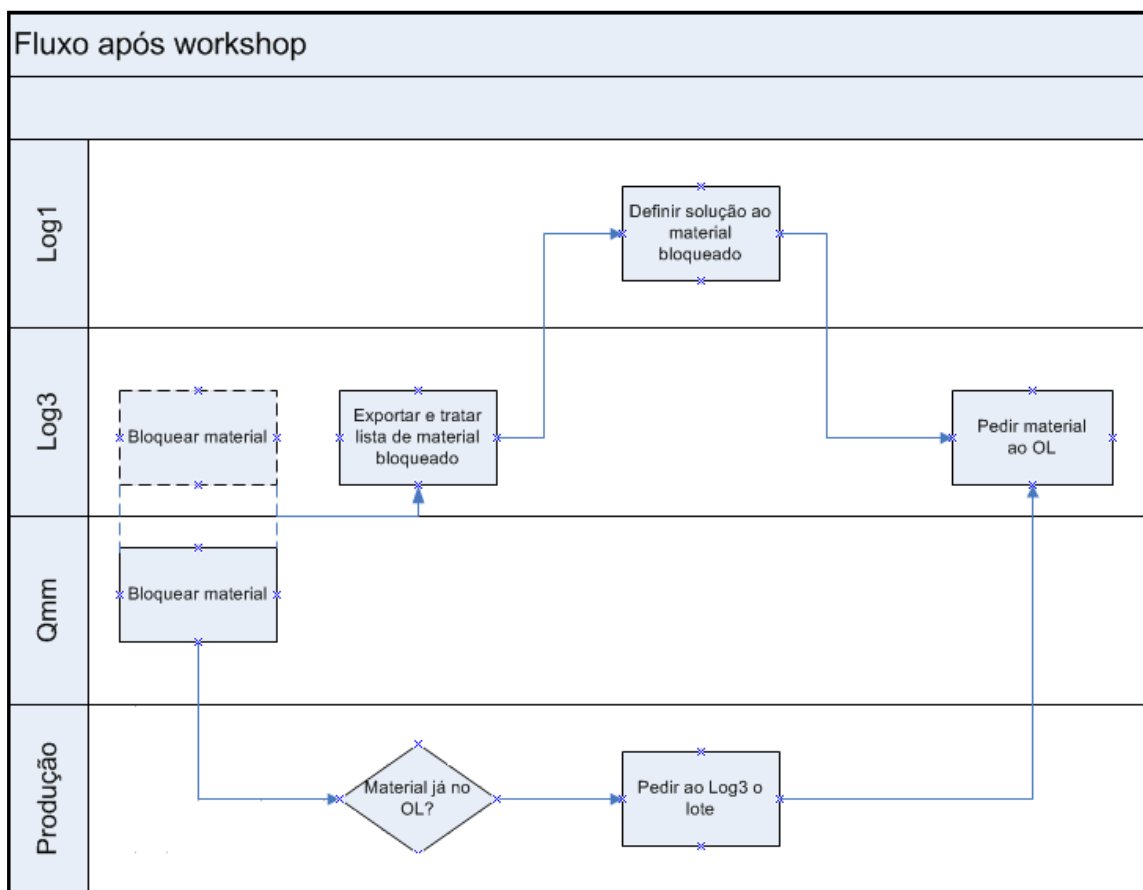 Fluxo após workshop
Log1
Definir solução ao
material
bloqueado
Log3
Bloquear material
Exportar e tratar
lista de material
bloqueado
Pedir material
ao OL
Qmm
Bloquear material
Produção
Material já no
OL?
Pedir ao Log3 o
lote